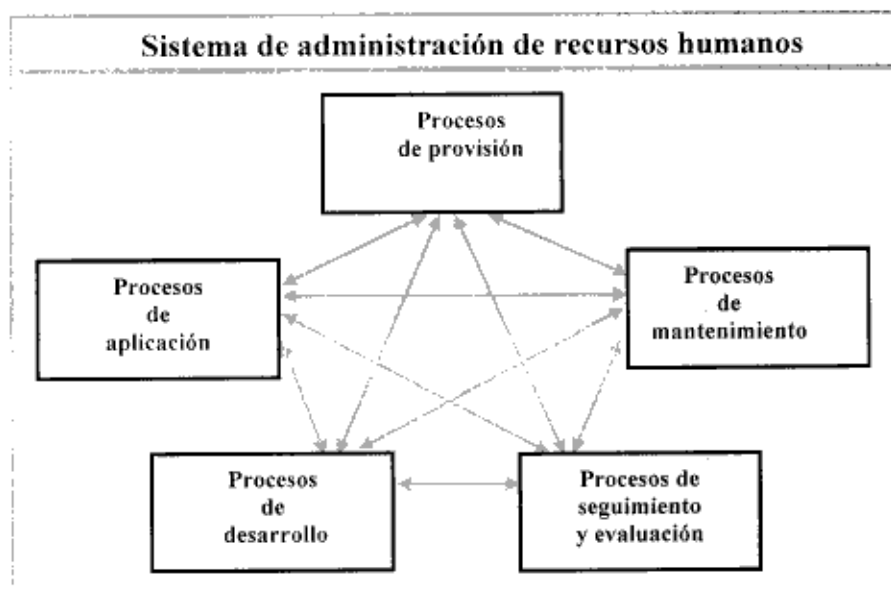 Sistema de administración de recursos humanos
Procesos
de provisión
Procesos
de
aplicación
Procesos
de
mantenimiento
Procesos
de
desarrollo
Procesos de
seguimiento
y evaluación